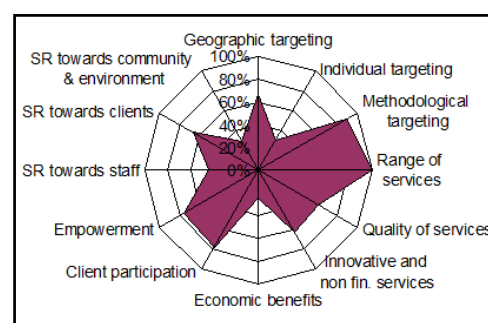 Geographic targeting
100%
80%
60%
40%
20%
0%
Individual targeting
Methodological
targeting
Range of
services
Quality of services
Innovative and
non fin. services
Economic benefits
Client participation
Empowerment
SR towards staff
SR towards clients
SR towards community
& environment